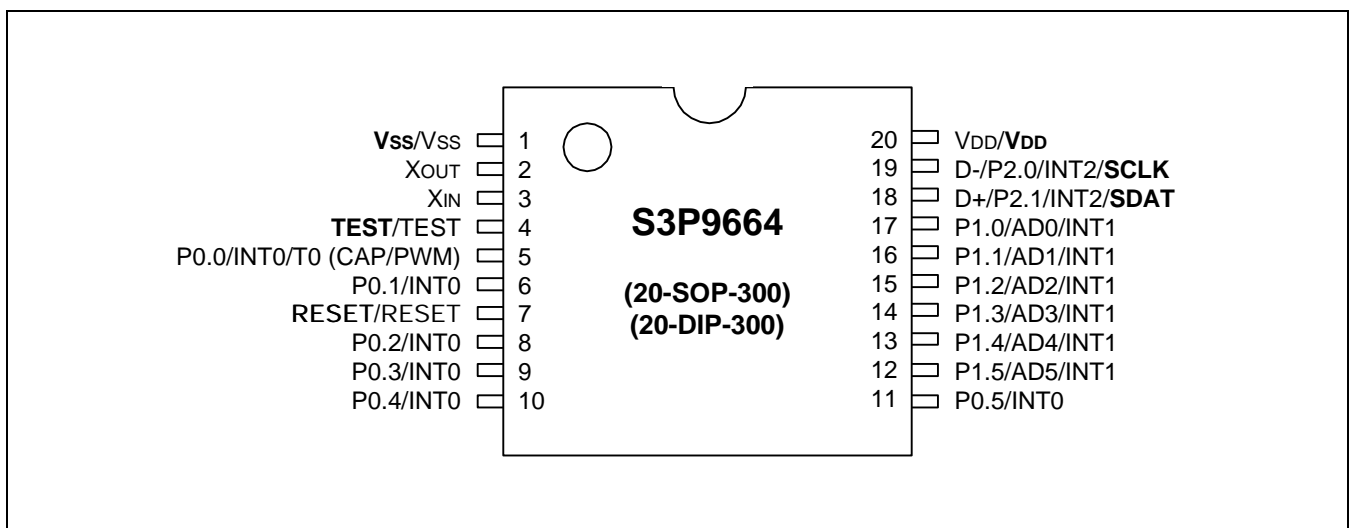 Vss/Vss 1
XOUT 2
XIN 3
TEST/TEST 4
P0.0/INT0/T0 (CAP/PWM) 5
P0.1/INT0 6
RESET/RESET 7
P0.2/INT0 8
P0.3/INT0 9
P0.4/INT0 10
S3P9664
(20-SOP-300)
(20-DIP-300)
20 VDD/VDD
19 D-/P2.0/INT2/SCLK
18 D+/P2.1/INT2/SDAT
17 P1.0/AD0/INT1
16 P1.1/AD1/INT1
15 P1.2/AD2/INT1
14 P1.3/AD3/INT1
13 P1.4/AD4/INT1
12 P1.5/AD5/INT1
11 P0.5/INT0